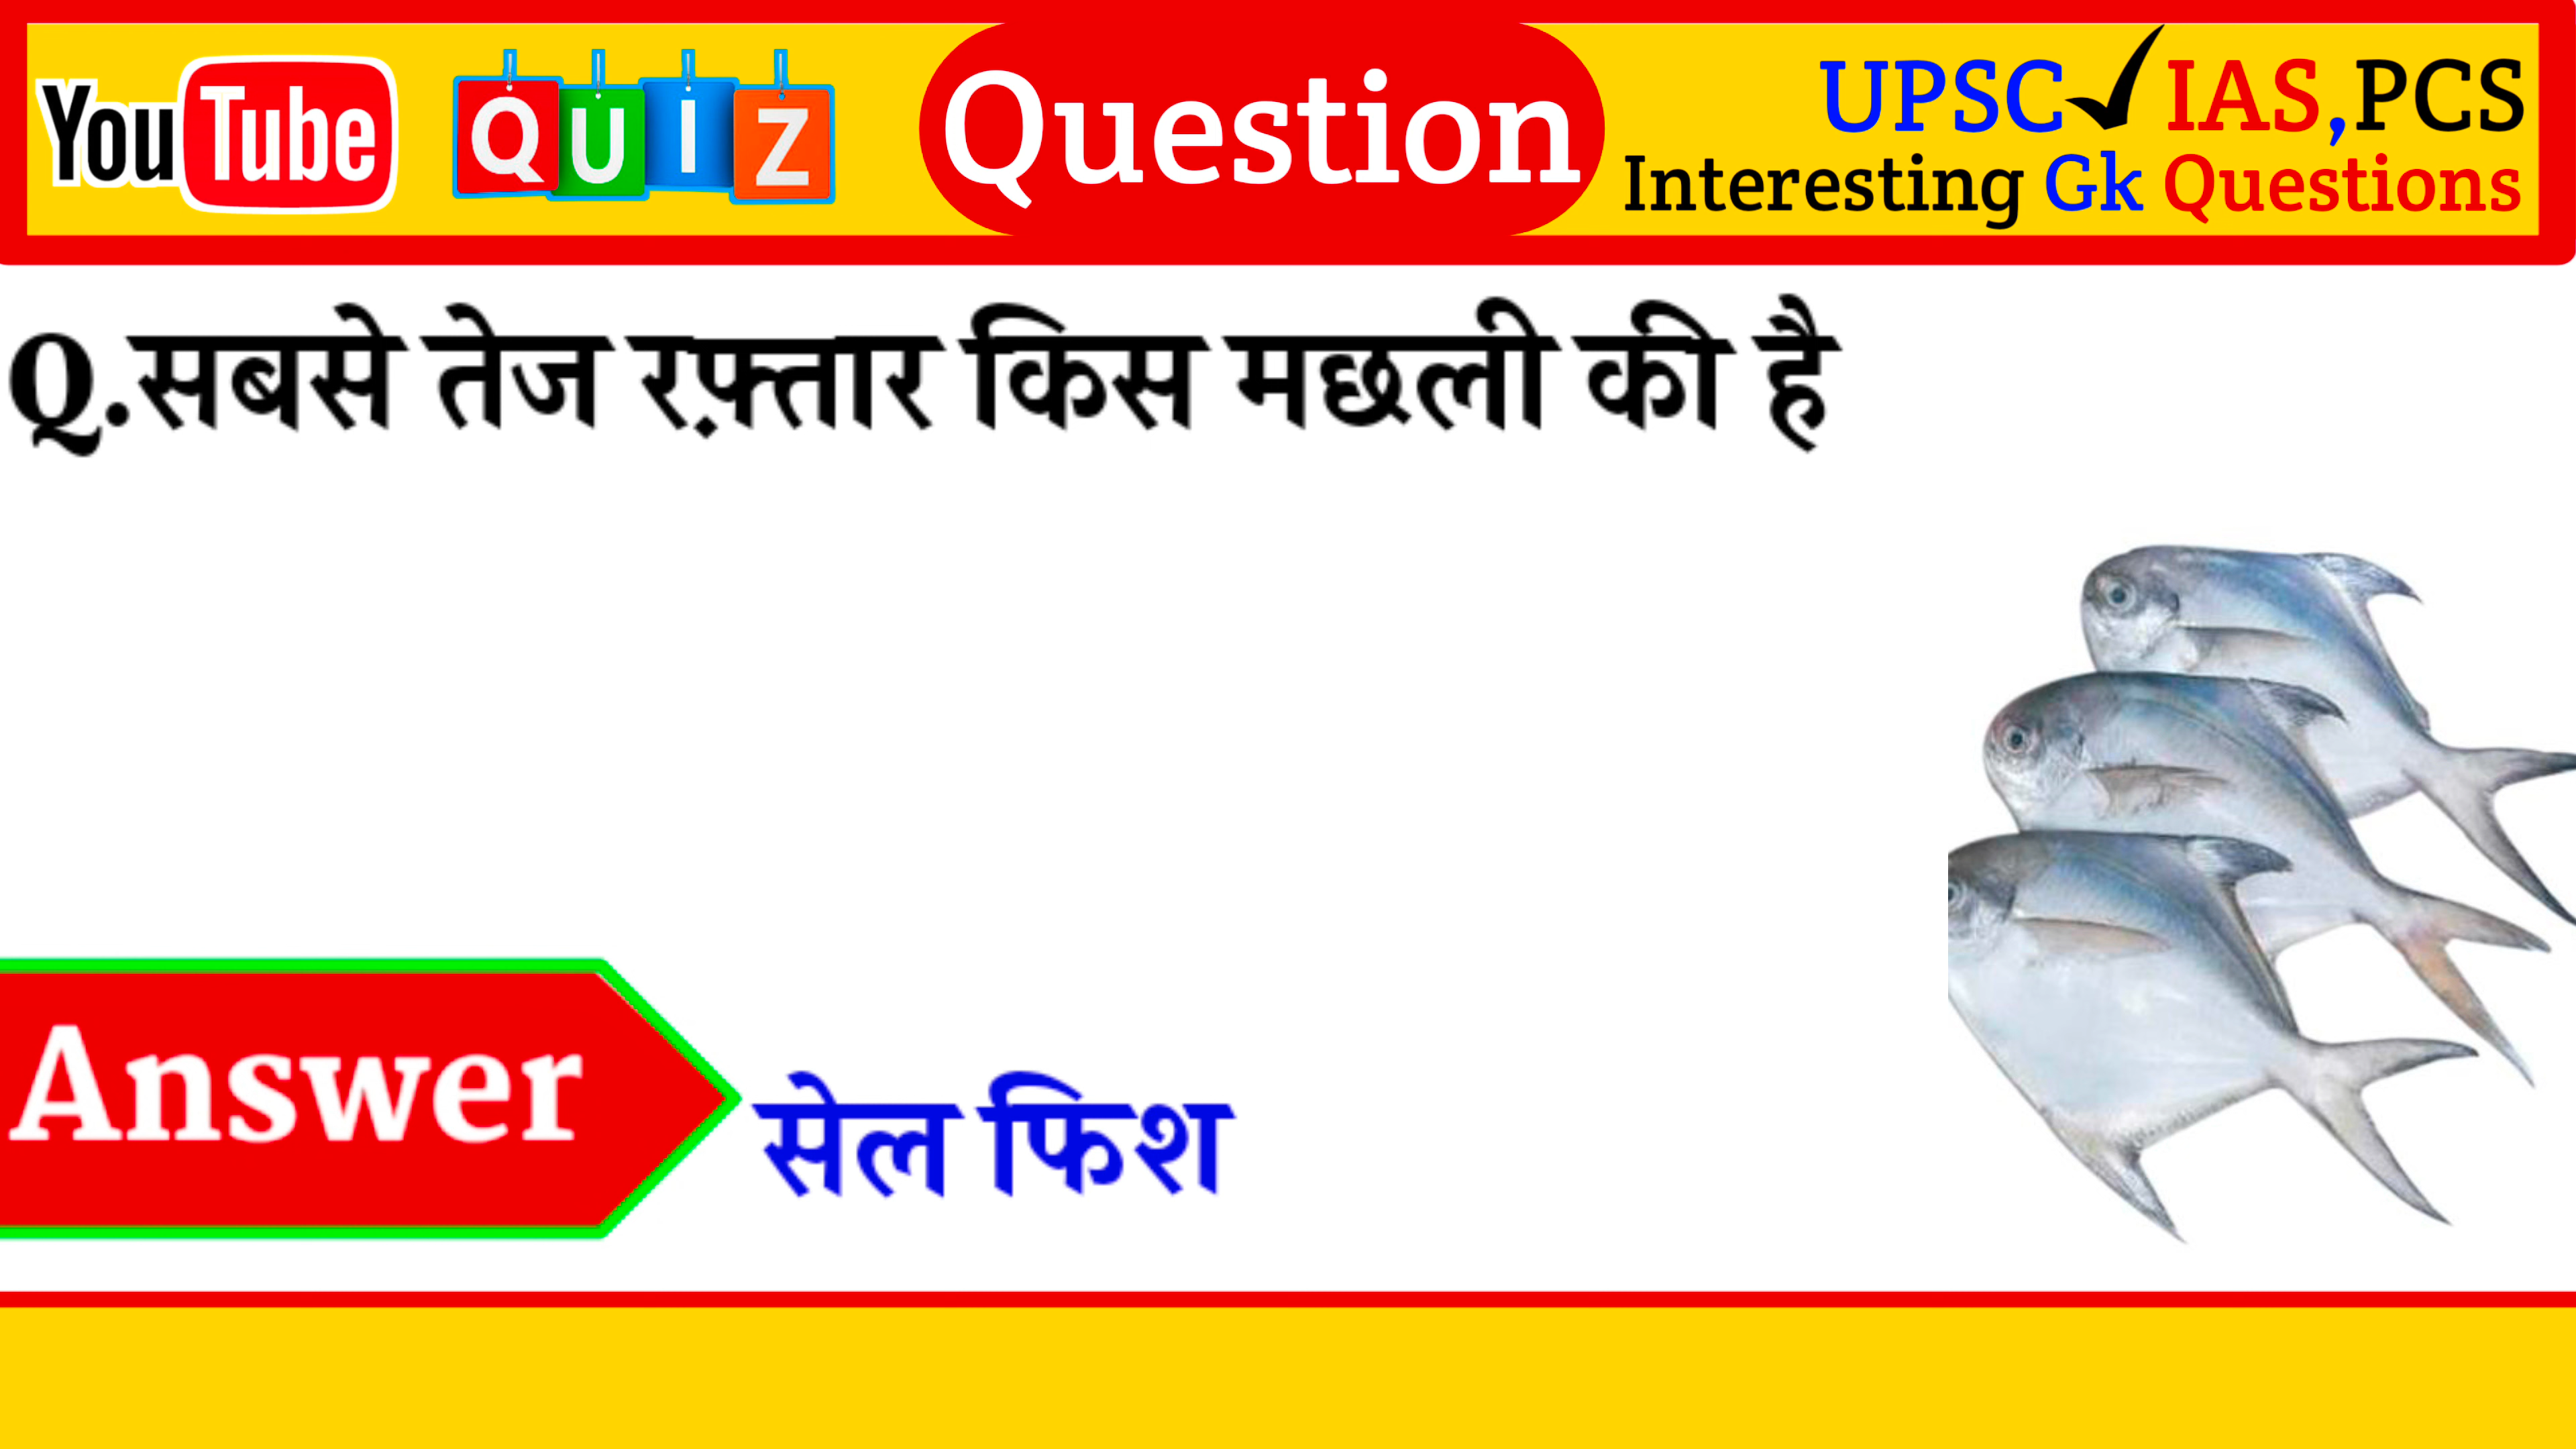 YouTube QUIZ Question UPSC✓IAS,PCS
Interesting Gk Questions
Q.सबसे तेज रफ़्तार किस मछली की है
Answer सेल फिश